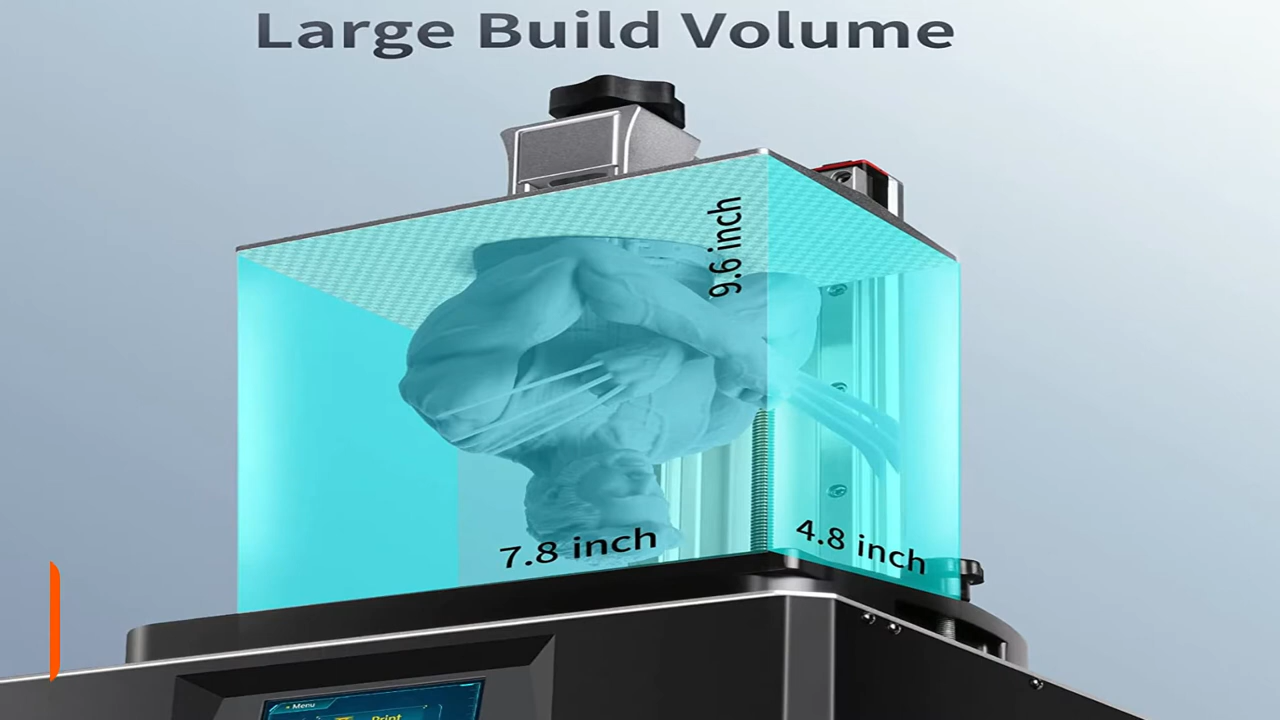 Large Build Volume
9.6 inch
7.8 inch
4.8 inch
Menu
Print